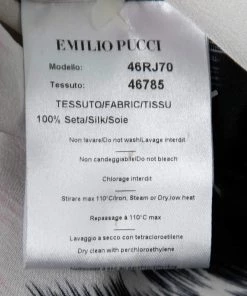 EMILIO PUCCI
Modello: 46RJ70
Tessuto: 46785
TESSUTO/FABRIC/TISSU
100% Seta/Silk/Soie
Non lavare/Do not wash/Lavage interdit
Non candeggiabile/Do not bleach
Chlorage interdit
Stirare max 110°C/Iron, Steam or Dry,low heat
Repassage à 110°C max
Lavaggio a secco con tetracloroetilene
Dry clean with perchloroethylene.